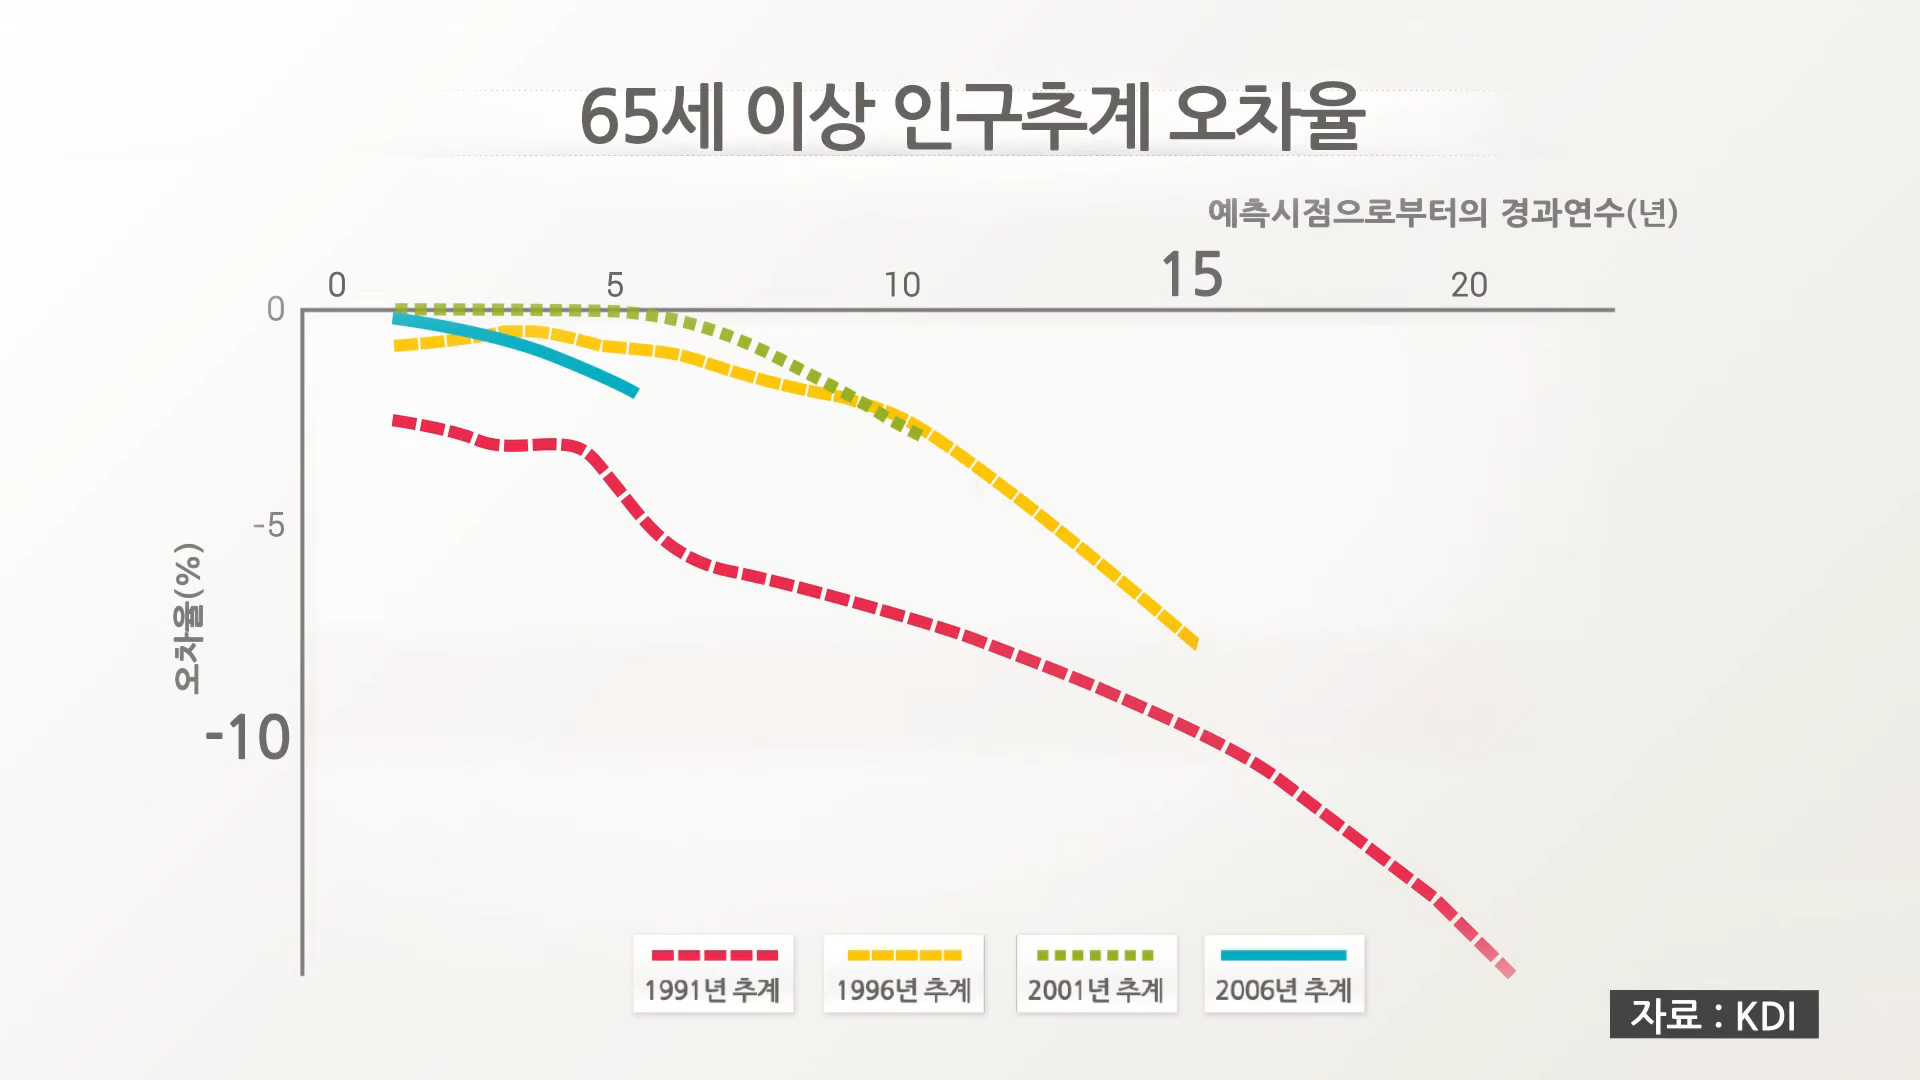 65세 이상 인구추계 오차율
예측시점으로부터의 경과연수(년)
0 5 10 15 20
0
-5
오차율(%)
-10
1991년 추계 1996년 추계 2001년 추계 2006년 추계
자료 : KDI